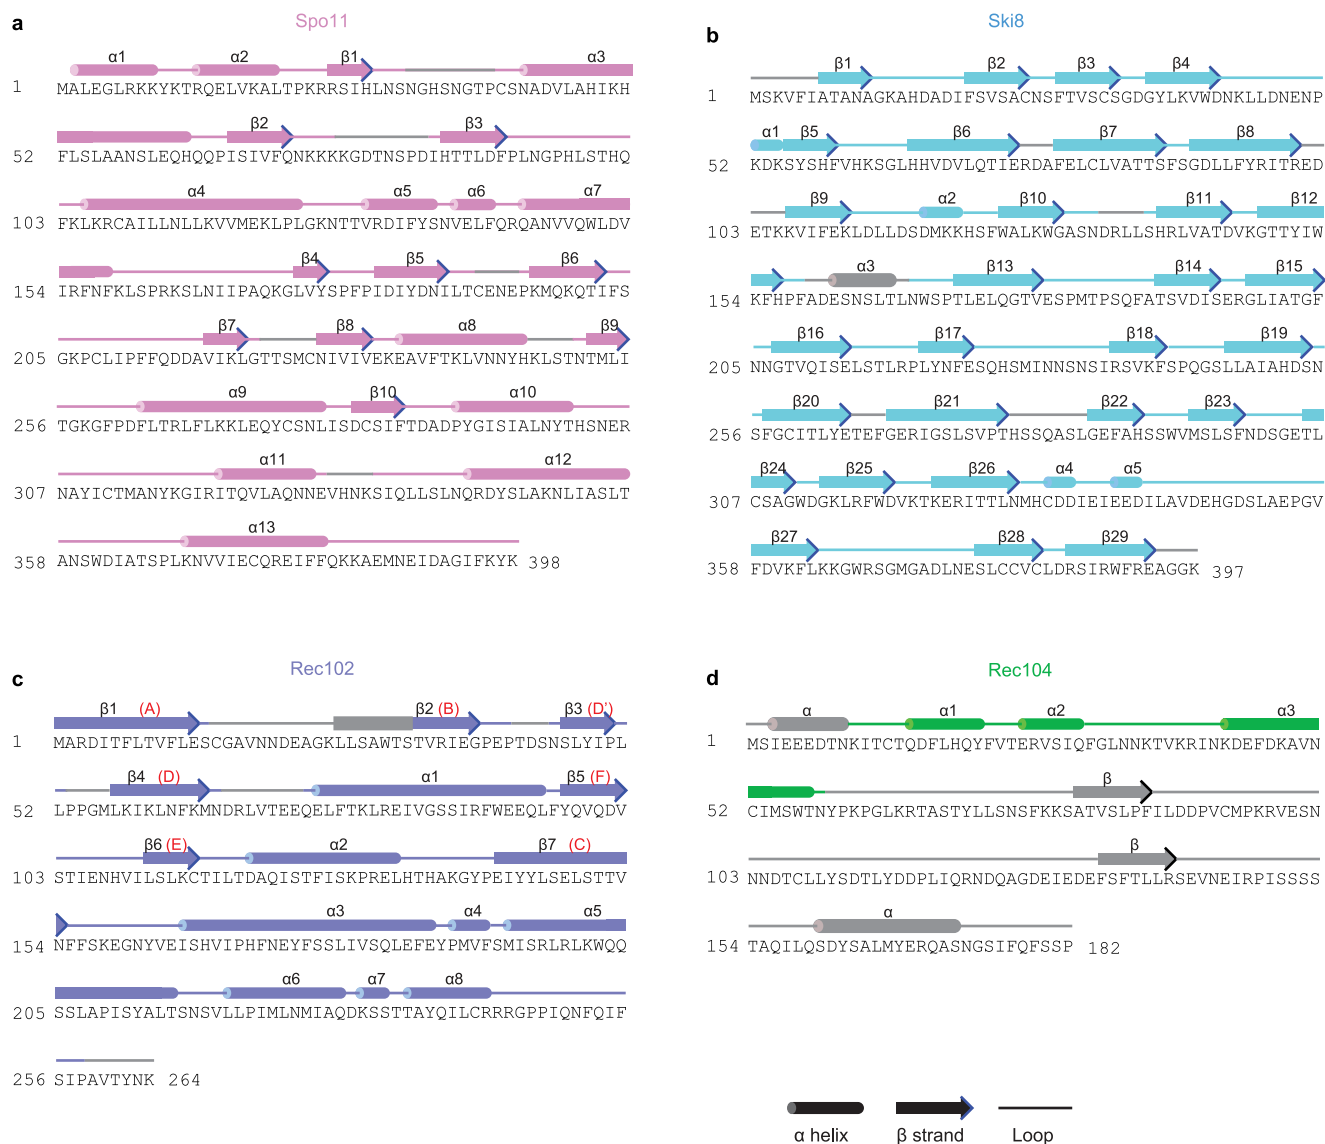 a
Spo11
α1 α2 β1 α3
1 MALEGLRKKYKTRQELVKALTPKRRSIHLNSNGHSNGTPCSNADVLAHIKH
β2 β3
52 FLSLAANSLEQHQQPISIVFQNKKKKGDTNSPDIHTTLDFPLNGPHLSTHQ
α4 α5 α6 α7
103 FKLKRCAILLNLLKVVMEKLPLGKNTTVRDIFYSNVELFQRQANVVQWLDV
β4 β5 β6
154 IRFNFKLSPRKSLNIIPAQKGLVYSPFPIDIYDNILTCENEPKMQKQTIFS
β7 β8 α8 β9
205 GKPCLIPFFQDDAVIKLGTTSMCNIVIVEKEAVFTKLVNNYHKLSTNTMLI
α9 β10 α10
256 TGKGFPDFLTRLFLKKLEQYCSNLISDCSIFTDADPYGISIALNYTHSNER
α11 α12
307 NAYICTMANYKGIRITQVLAQNNEVHNKSIQLLSLNQRDYSLAKNLIASLT
α13
358 ANSWDIATSPLKNVVIECQREIFFQKKAEMNEIDAGIFKYK 398
b
Ski8
β1 β2 β3 β4
1 MSKVFIATANAGKAHDADIFSVSACNSFTVSCSGDGYLKVWDNKLLDNENP
α1 β5 β6 β7 β8
52 KDKSYSHFVHKSGLHHVDVLQTIERDAFELCLVATTSFSGDLLFYRITRED
β9 α2 β10 β11 β12
103 ETKKVIFEKLDLLDSDMKKHSFWALKWGASNDRLLSHRLVATDVKGTTYIW
α3 β13 β14 β15
154 KFHPFADESNSLTLNWSPTLELQGTVESPMTPSQFATSVDISERGLIATGF
β16 β17 β18 β19
205 NNGTVQISELSTLRPLYNFESQHSMINNSNSIRSVKFSPQGSLLAIAHDSN
β20 β21 β22 β23
256 SFGCITLYETEFGERIGSLSVPTHSSQASLGEFAHSSWVMSLSFNDSGETL
β24 β25 β26 α4 α5
307 CSAGWDGKLRFWDVKTKERITTLNMHCDDIEIEEDILAVDEHGDSLAEPGV
β27 β28 β29
358 FDVKFLKKGWRSGMGADLNESLCCVCLDRSIRWFREAGGK 397
c
Rec102
β1 (A) β2 (B) β3 (D')
1 MARDITFLTVFLESCGAVNNDEAGKLLSAWTSTVRIEGPEPTDSNSLYIPL
β4 (D) α1 β5 (F)
52 LPPGMLKIKLNFKMNDRLVTEEQELFTKLREIVGSSIRFWEEQLFYQVQDV
β6 (E) α2 β7 (C)
103 STIENHVILSLKCTILTDAQISTFISKPRELHTHAKGYPEIYYLSELSTTV
α3 α4 α5
154 NFFSKEGNYVEISHVIPHFNEYFSSLIVSQLEFEYPMVFSMISRLRLKWQQ
α6 α7 α8
205 SSLAPISYALTSNSVLLPIMLNMIAQDKSSTTAYQILCRRRGPPIQNFQIF
256 SIPAVTYNK 264
d
Rec104
α α1 α2 α3
1 MSIEEEDTNKITCTQDFLHQYFVTERVSIQFGLNNKTVKRINKDEFDKAVN
β
52 CIMSWTNYPKPGLKRTASTYLLSNSFKKSATVSLPFILDDPVCMPKRVESN
β
103 NNDTCLLYSDTLYDDPLIQRNDQAGDEIEDEFSFTLLRSEVNEIRPISSSS
α
154 TAQILQSDYSALMYERQASNGSIFQFSSP 182
α helix β strand Loop